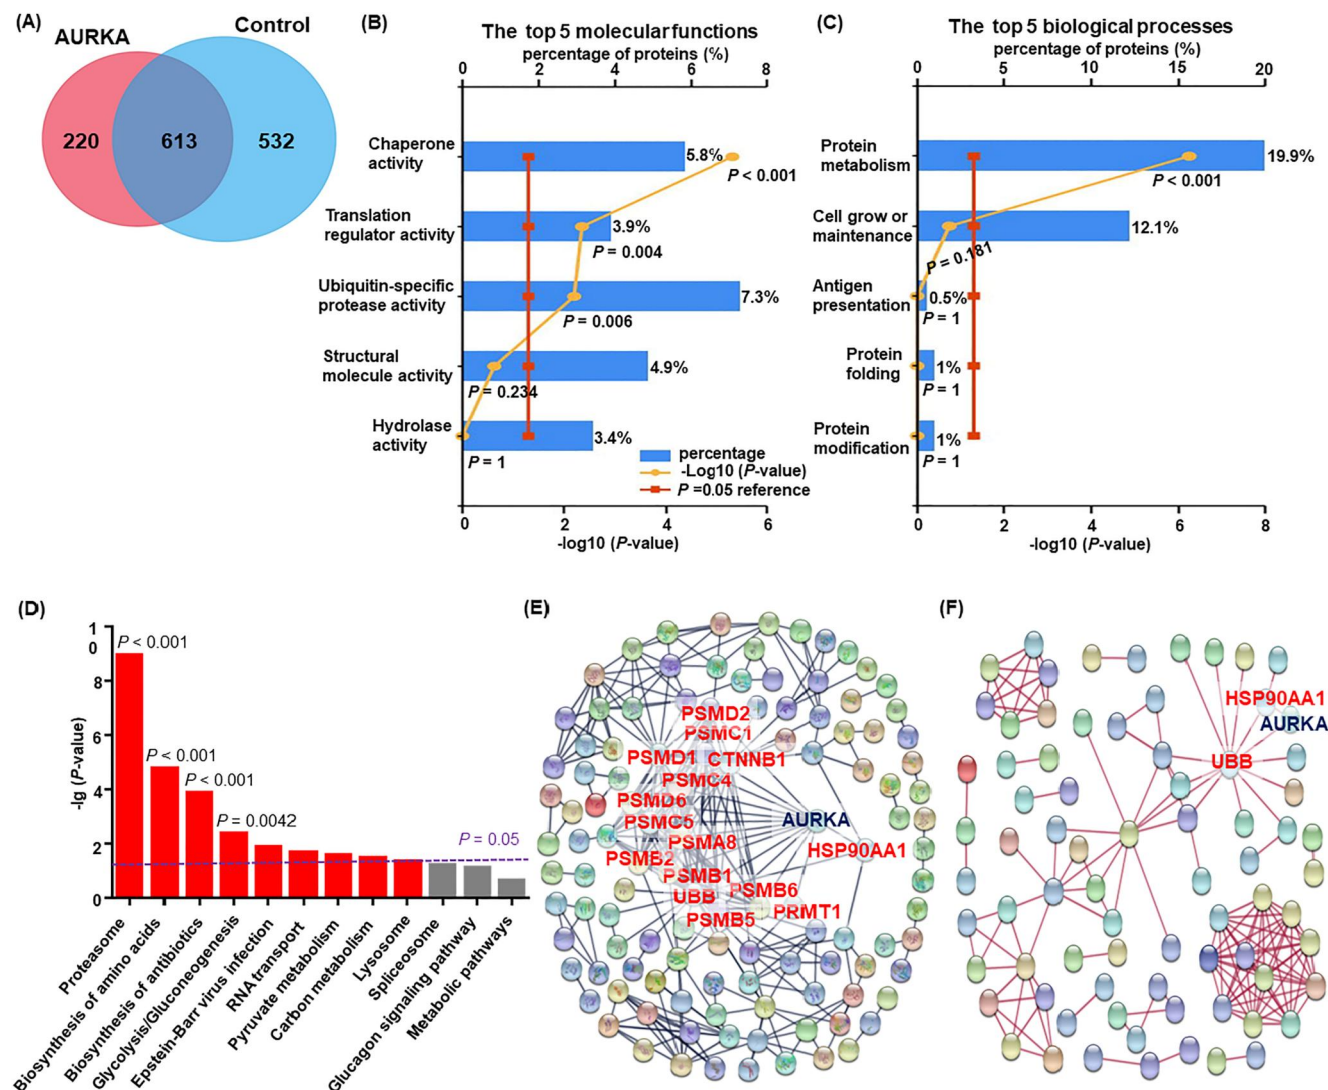 (A)
AURKA
Control
220
613
532
(B)
The top 5 molecular functions
percentage of proteins (%)
0 2 4 6 8
Chaperone
activity
5.8%
P < 0.001
Translation
regulator activity
3.9%
P = 0.004
Ubiquitin-specific
protease activity
7.3%
P = 0.006
Structural
molecule activity
4.9%
P = 0.234
Hydrolase
activity
3.4%
P = 1
percentage
-Log10 (P-value)
P =0.05 reference
0 2 4 6
-log10 (P-value)
(C)
The top 5 biological processes
percentage of proteins (%)
0 5 10 15 20
Protein
metabolism
19.9%
P < 0.001
Cell grow or
maintenance
12.1%
P = 0.181
Antigen
presentation
0.5%
P = 1
Protein
folding
1%
P = 1
Protein
modification
1%
P = 1
0 2 4 6 8
-log10 (P-value)
(D)
-lg (P-value)
1
0
8
6
4
2
0
P < 0.001
P < 0.001
P < 0.001
P = 0.0042
P = 0.05
Proteasome
Biosynthesis of amino acids
Biosynthesis of antibiotics
Glycolysis/Gluconeogenesis
Epstein-Barr virus infection
RNA transport
Pyruvate metabolism
Carbon metabolism
Lysosome
Spliceosome
Glucagon signaling pathway
Metabolic pathways
(E)
PSMD2
PSMC1
PSMD1
CTNNB1
PSMC4
PSMD6
PSMC5
AURKA
PSMA8
HSP90AA1
PSMB2
PSMB1
UBB
PSMB6
PSMB5
PRMT1
(F)
HSP90AA1
AURKA
UBB